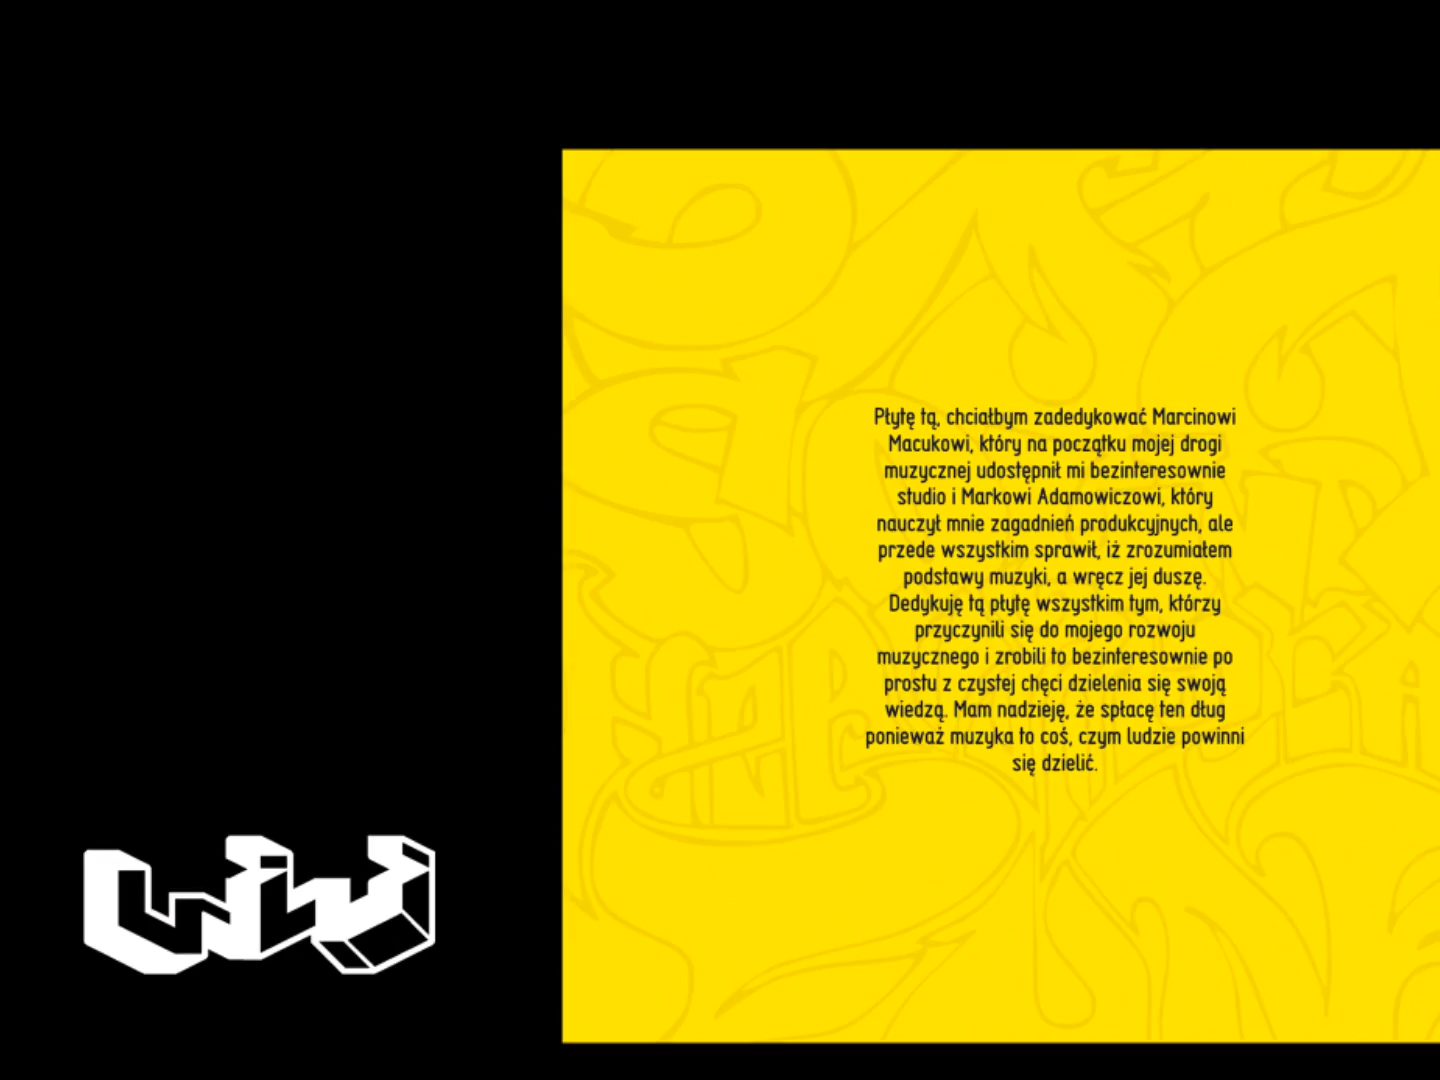 Płytę tą, chciałbym zadedykować Marcinowi
Macukowi, który na początku mojej drogi
muzycznej udostępnił mi bezinteresownie
studio i Markowi Adamowiczowi, który
nauczył mnie zagadnień produkcyjnych, ale
przede wszystkim sprawił, iż zrozumiałem
podstawy muzyki, a wręcz jej duszę.
Dedykuję tą płytę wszystkim tym, którzy
przyczynili się do mojego rozwoju
muzycznego i zrobili to bezinteresownie po
prostu z czystej chęci dzielenia się swoją
wiedzą. Mam nadzieję, że spłacę ten dług
ponieważ muzyka to coś, czym ludzie powinni
się dzielić.